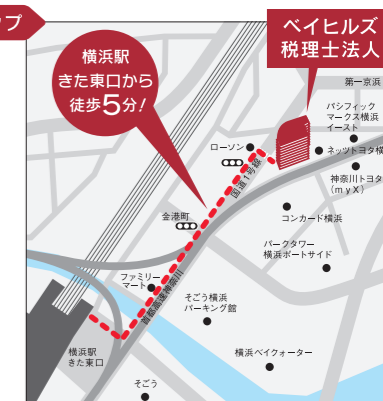 ップ
ベイヒルズ
税理士法人
横浜駅
きた東口から
徒歩5分!
第一京浜
パシフィック
マークス横浜
イースト
ローソン
ネッツトヨタ横
国道1号線
神奈川トヨタ
(myX)
金港町
コンカード横浜
パークタワー
横浜ポートサイド
ファミリー
マート
首都高速神奈川
そごう横浜
パーキング館
横浜駅
きた東口
横浜ベイクォーター
そごう